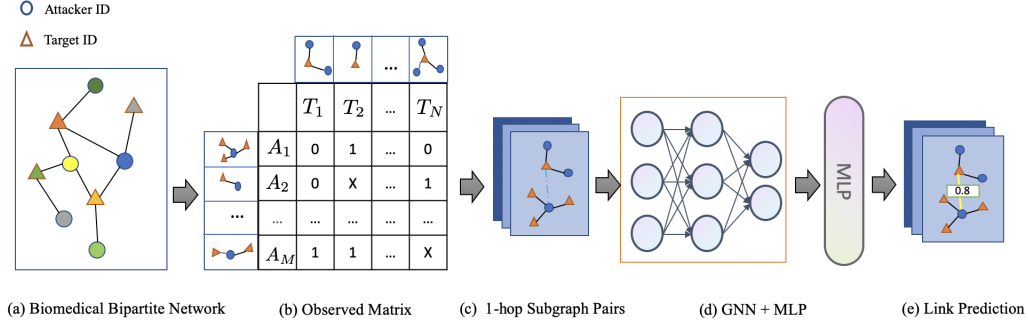 Attacker ID
Target ID
T1 T2 ... TN
A1 0 1 ... 0
A2 0 X ... 1
... ... ... ... ...
AM 1 1 ... X
...
...
MLP
0.8
(a) Biomedical Bipartite Network
(b) Observed Matrix
(c) 1-hop Subgraph Pairs
(d) GNN + MLP
(e) Link Prediction